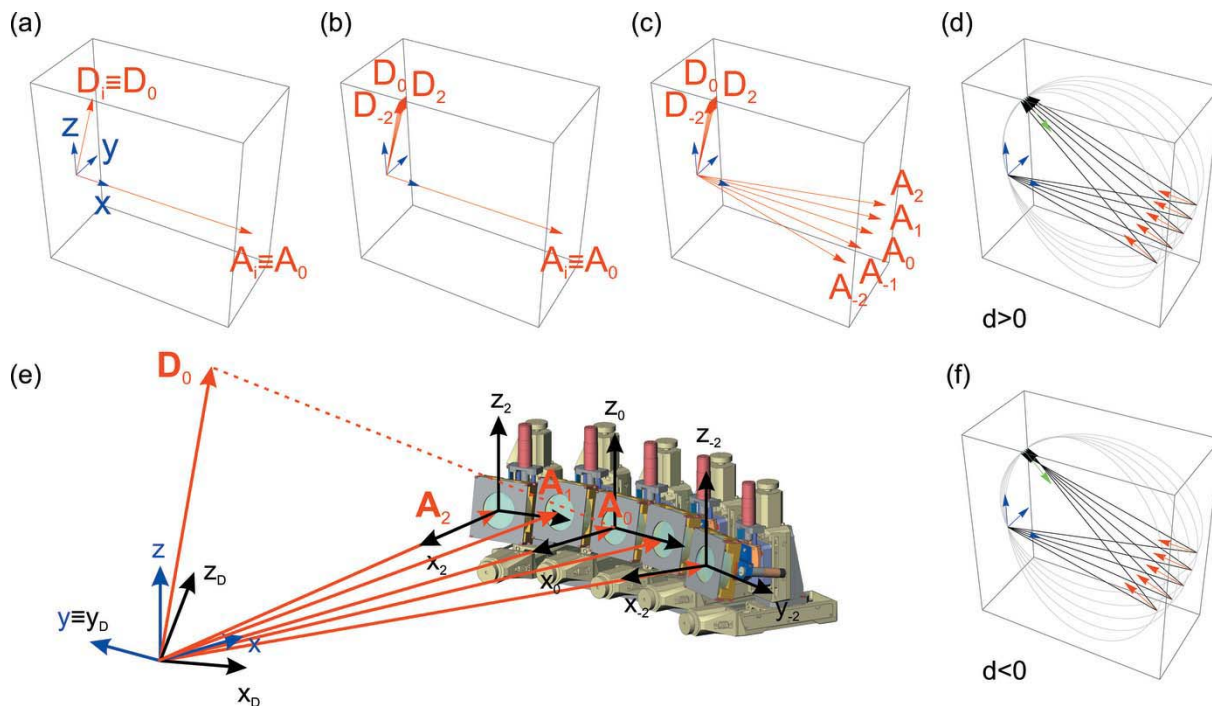 (a)
D_i≡D_0
z
y
x
A_i≡A_0
(b)
D_0
D_2
D_-2
A_i≡A_0
(c)
D_0
D_2
D_-2
A_2
A_1
A_0
A_-1
A_-2
(d)
d>0
(e)
D_0
z_2
z_0
z_-2
A_2
A_1
A_0
x_2
x_0
x_-2
y_-2
z
z_D
y≡y_D
x
x_D
(f)
d<0